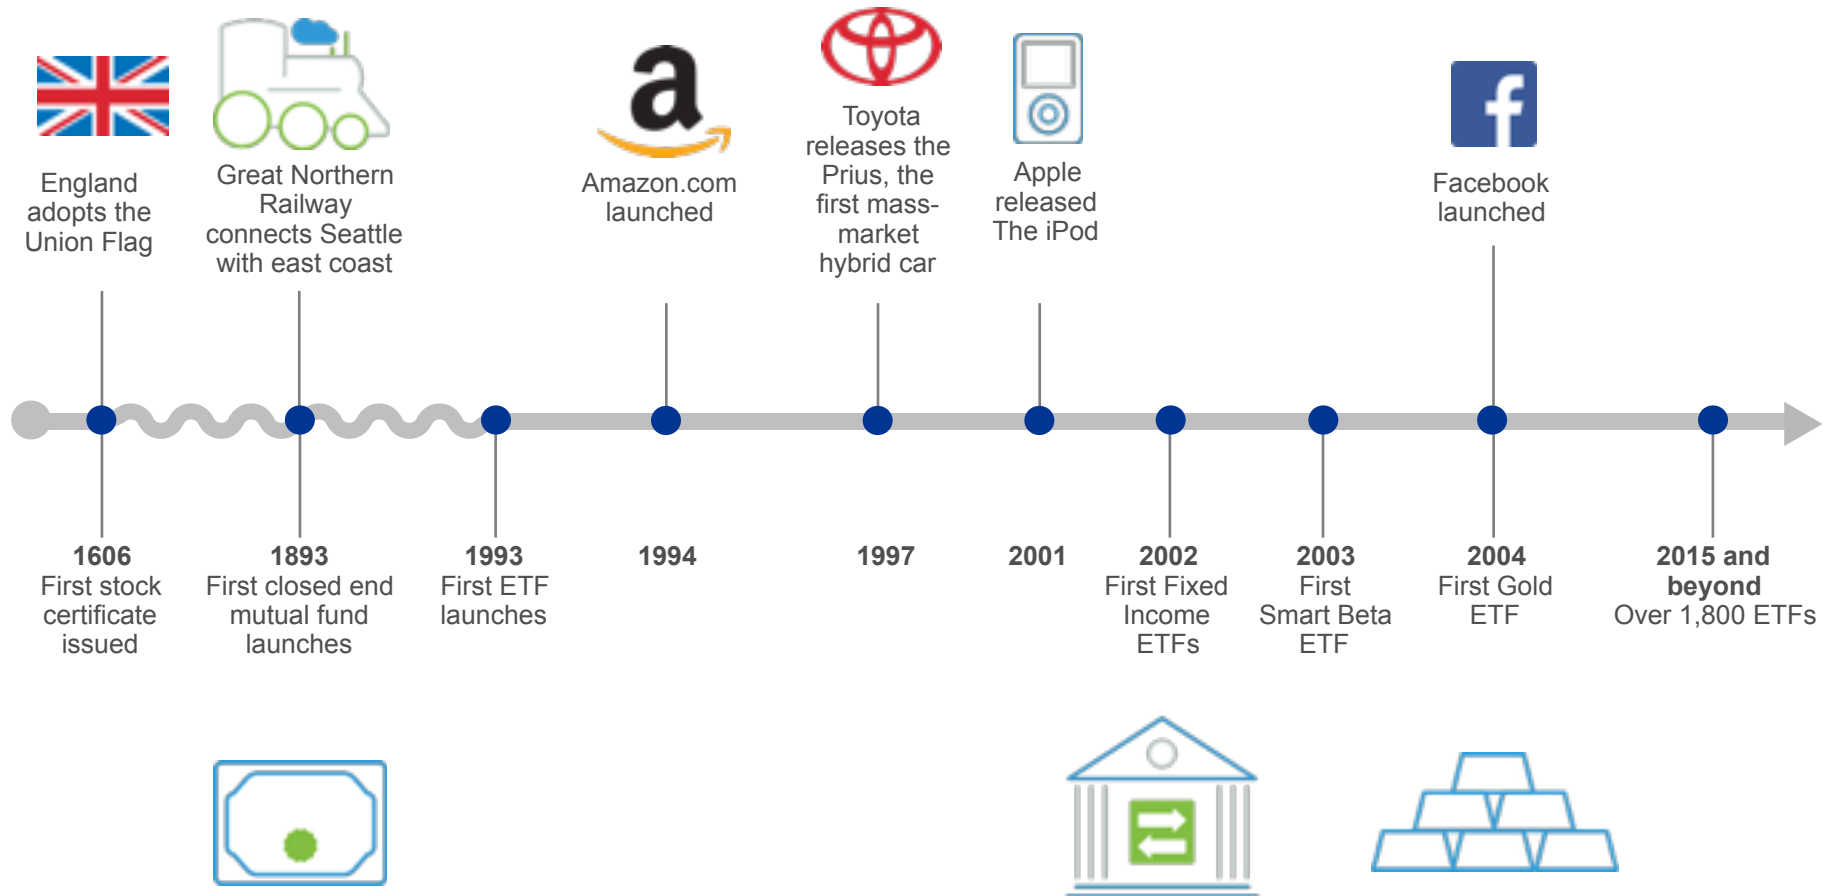 England
adopts the
Union Flag
Great Northern
Railway
connects Seattle
with east coast
a
Amazon.com
launched
Toyota
releases the
Prius, the
first mass-
market
hybrid car
Apple
released
The iPod
f
Facebook
launched
1606
First stock
certificate
issued
1893
First closed end
mutual fund
launches
1993
First ETF
launches
1994
1997
2001
2002
First Fixed
Income
ETFs
2003
First
Smart Beta
ETF
2004
First Gold
ETF
2015 and
beyond
Over 1,800 ETFs